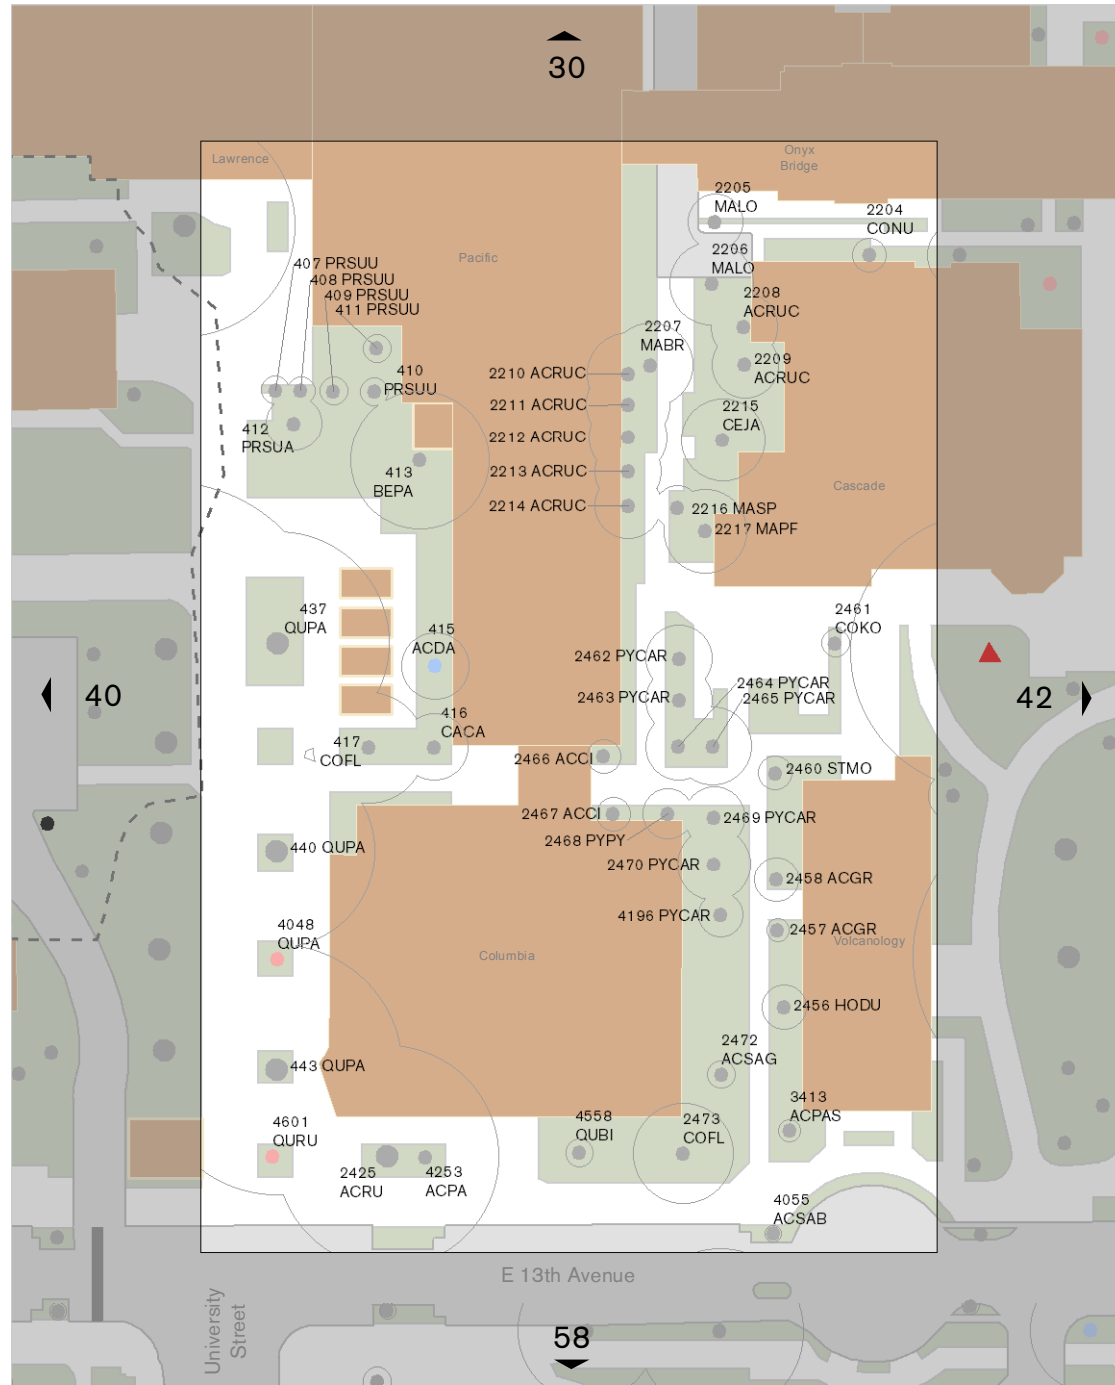 30
Lawrence
Onyx
Bridge
2205
MALO
2204
CONU
2206
MALO
Pacific
407 PRSUU
408 PRSUU
409 PRSUU
411 PRSUU
2208
ACRUC
2207
MABR
2209
ACRUC
410
PRSUU
2210 ACRUC
2211 ACRUC
2215
CEJA
412
PRSUA
2212 ACRUC
413
BEPA
2213 ACRUC
Cascade
2214 ACRUC
2216 MASP
2217 MAPF
437
QUPA
415
ACDA
2461
COKO
2462 PYCAR
2464 PYCAR
2463 PYCAR
2465 PYCAR
40
42
416
CACA
417
COFL
2466 ACCI
2460 STMO
2467 ACCI
2469 PYCAR
2468 PYPY
440 QUPA
2470 PYCAR
2458 ACGR
4196 PYCAR
4048
QUPA
2457 ACGR
Volcanology
Columbia
2456 HODU
2472
ACSAG
443 QUPA
3413
ACPAS
4601
QURU
4558
QUBI
2473
COFL
2425
ACRU
4253
ACPA
4055
ACSAB
E 13th Avenue
University
Street
58